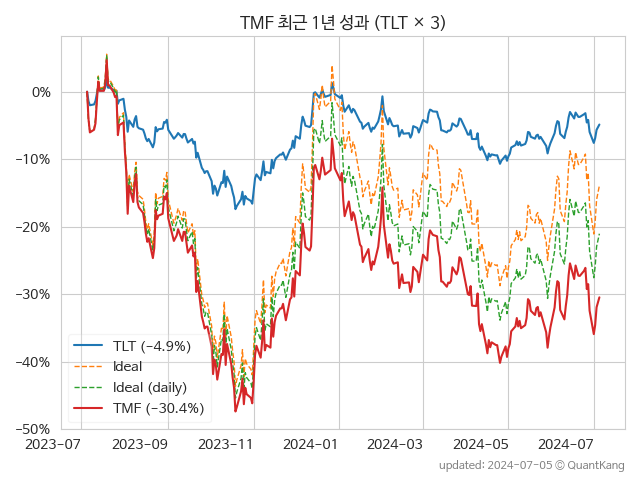 TMF 최근 1년 성과 (TLT × 3)
0%
−10%
−20%
−30%
−40%
−50%
TLT (−4.9%)
Ideal
Ideal (daily)
TMF (−30.4%)
2023-07 2023-09 2023-11 2024-01 2024-03 2024-05 2024-07
updated: 2024-07-05 © QuantKang